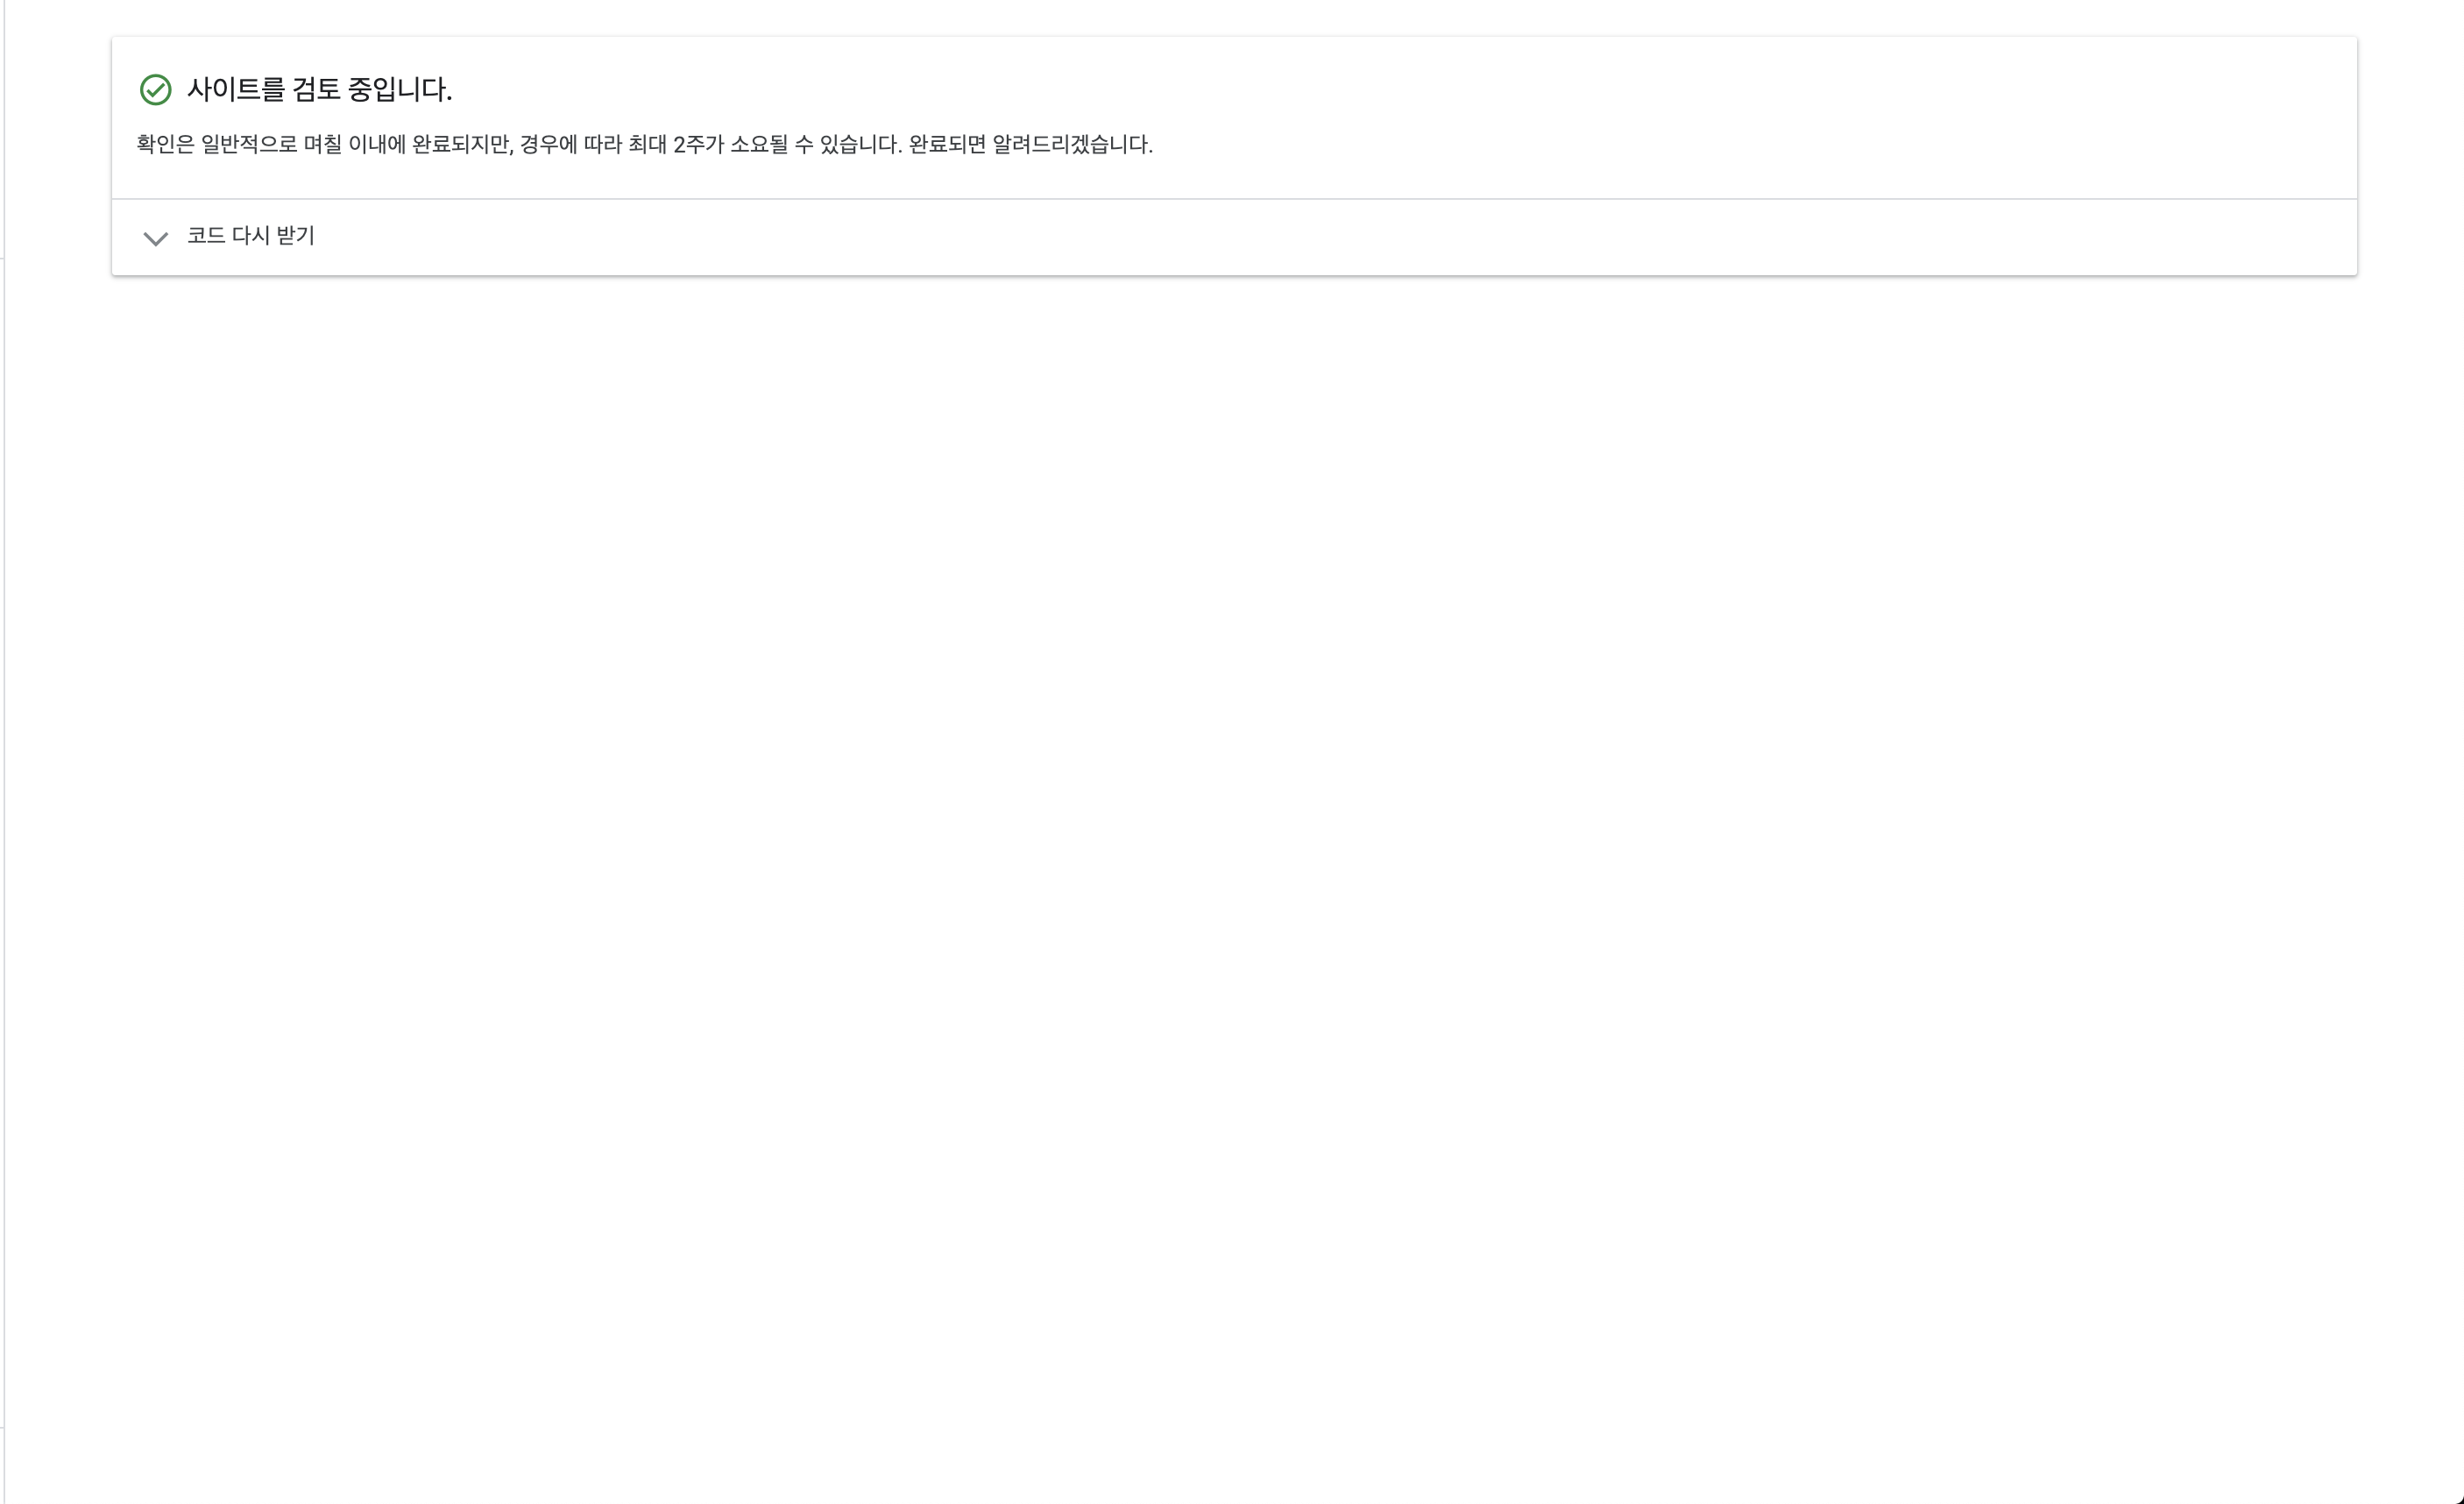 사이트를 검토 중입니다.
확인은 일반적으로 며칠 이내에 완료되지만, 경우에 따라 최대 2주가 소요될 수 있습니다. 완료되면 알려드리겠습니다.
코드 다시 받기